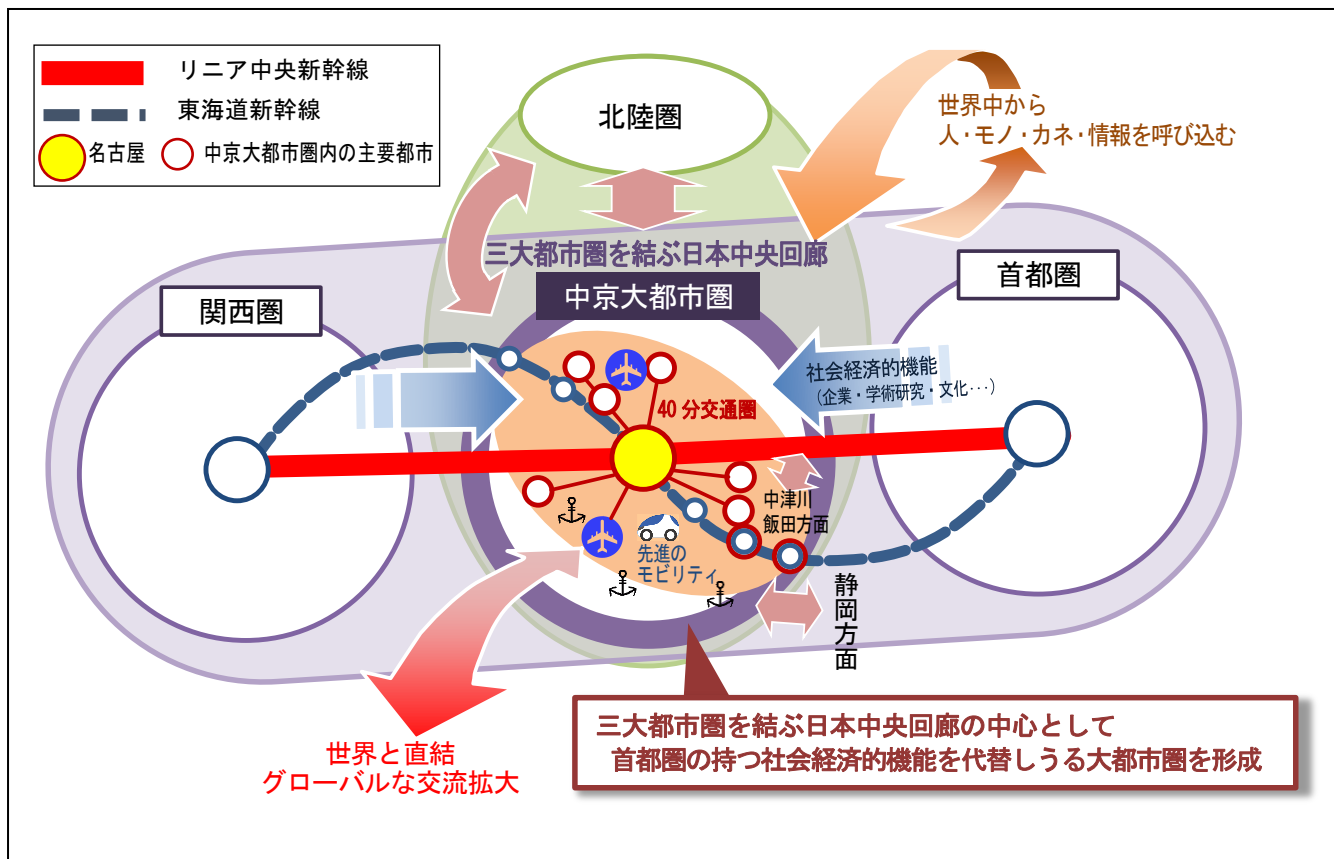 リニア中央新幹線
東海道新幹線
名古屋
中京大都市圏内の主要都市
北陸圏
世界中から
人・モノ・カネ・情報を呼び込む
三大都市圏を結ぶ日本中央回廊
中京大都市圏
関西圏
首都圏
社会経済的機能
(企業・学術研究・文化･･･)
40分交通圏
中津川
飯田方面
先進の
モビリティ
静岡方面
世界と直結
グローバルな交流拡大
三大都市圏を結ぶ日本中央回廊の中心として
首都圏の持つ社会経済的機能を代替しうる大都市圏を形成